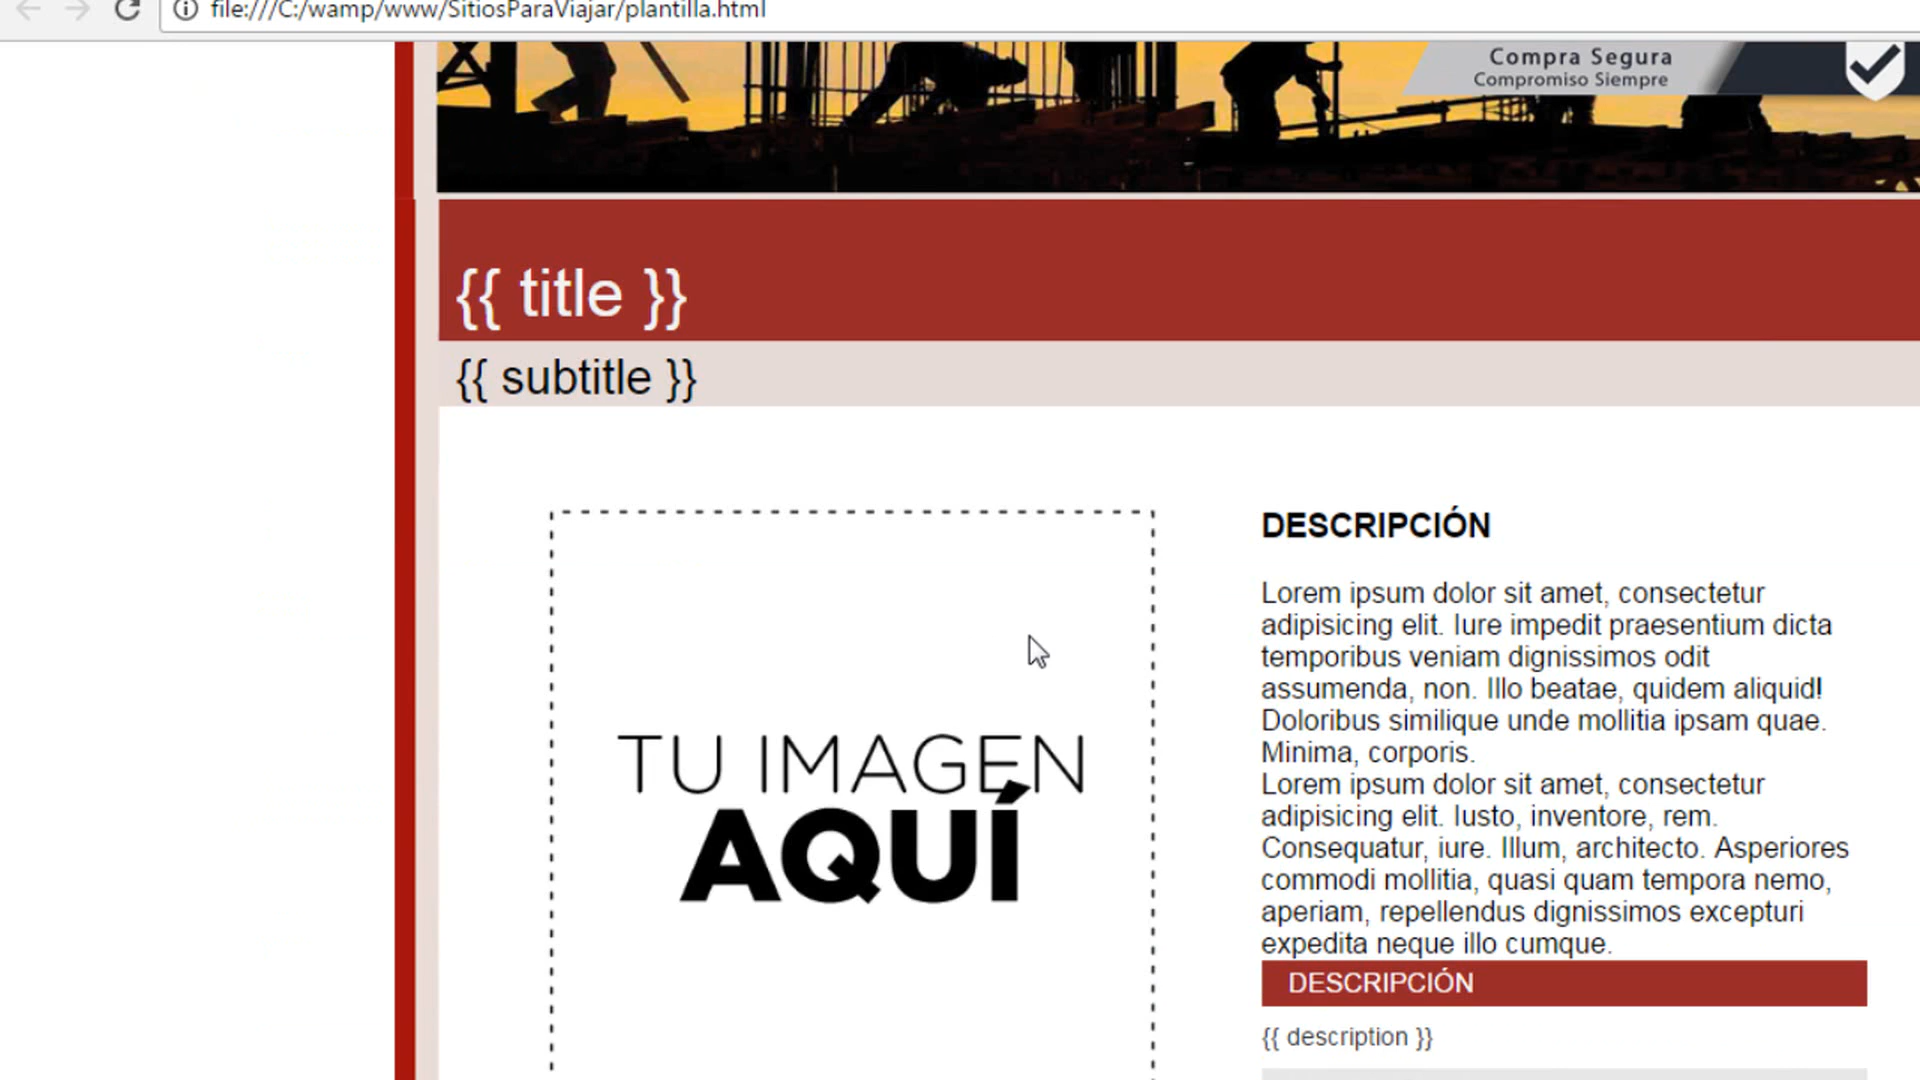 file:///C:/wamp/www/SitiosParaViajar/plantilla.html
Compra Segura
Compromiso Siempre
{{ title }}
{{ subtitle }}
TU IMAGEN
AQUÍ
DESCRIPCIÓN
Lorem ipsum dolor sit amet, consectetur
adipisicing elit. Iure impedit praesentium dicta
temporibus veniam dignissimos odit
assumenda, non. Illo beatae, quidem aliquid!
Doloribus similique unde mollitia ipsam quae.
Minima, corporis.
Lorem ipsum dolor sit amet, consectetur
adipisicing elit. Iusto, inventore, rem.
Consequatur, iure. Illum, architecto. Asperiores
commodi mollitia, quasi quam tempora nemo,
aperiam, repellendus dignissimos excepturi
expedita neque illo cumque.
DESCRIPCIÓN
{{ description }}